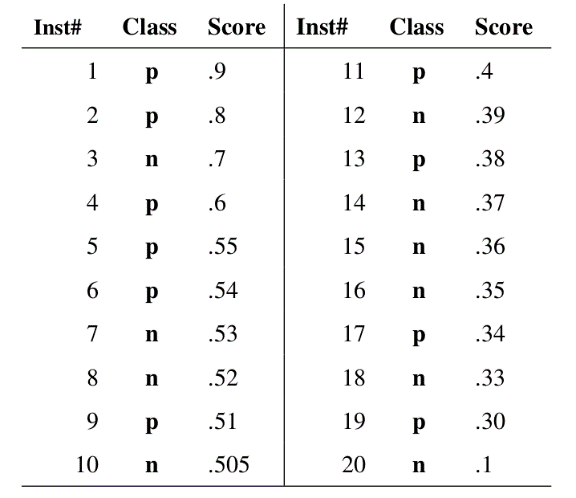 Inst# Class Score Inst# Class Score
1 p .9 11 p .4
2 p .8 12 n .39
3 n .7 13 p .38
4 p .6 14 n .37
5 p .55 15 n .36
6 p .54 16 n .35
7 n .53 17 p .34
8 n .52 18 n .33
9 p .51 19 p .30
10 n .505 20 n .1